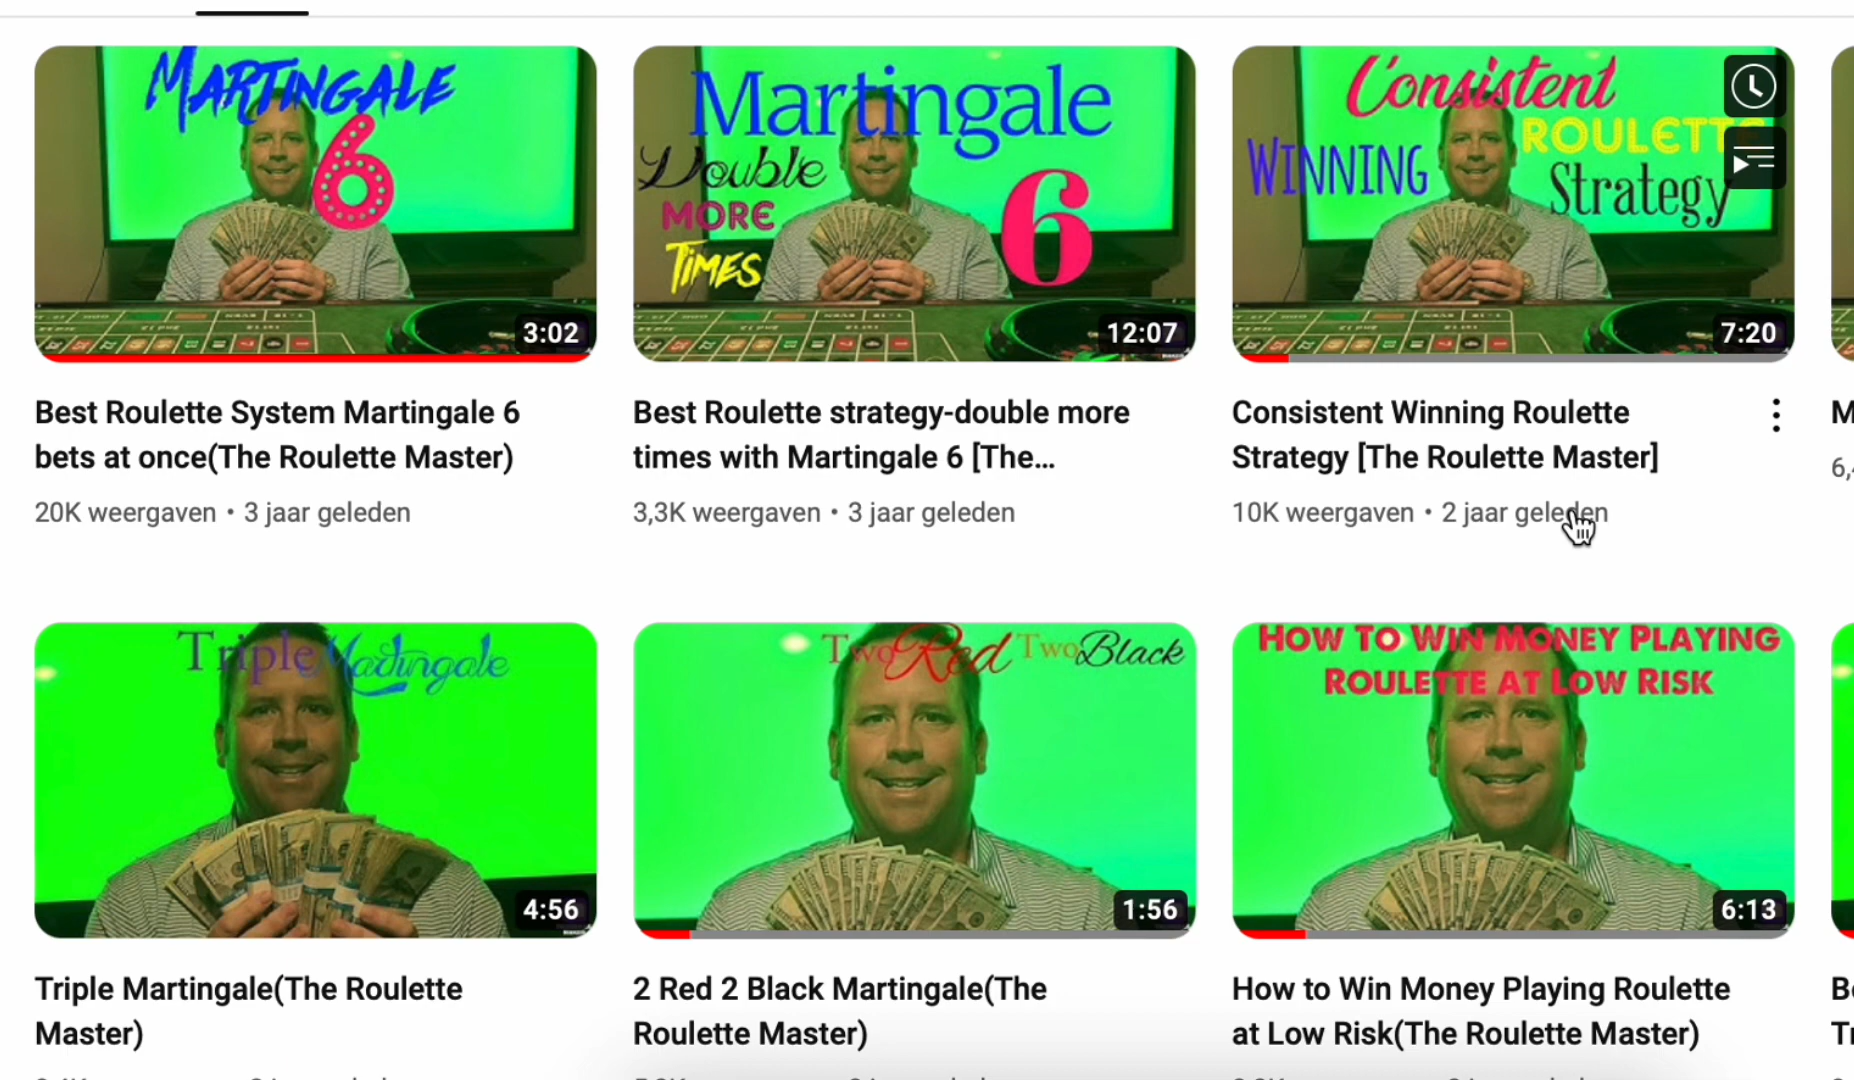 MARTINGALE
6
3:02
Martingale
Double
MORE
TIMES
6
12:07
Consistent
WINNING
ROULETTE
Strategy
7:20
Best Roulette System Martingale 6
bets at once(The Roulette Master)
20K weergaven • 3 jaar geleden
Best Roulette strategy-double more
times with Martingale 6 [The...
3,3K weergaven • 3 jaar geleden
Consistent Winning Roulette
Strategy [The Roulette Master]
10K weergaven • 2 jaar geleden
M
Triple Martingale
4:56
Two Red Two Black
1:56
HOW TO WIN MONEY PLAYING
ROULETTE AT LOW RISK
6:13
Triple Martingale(The Roulette
Master)
2 Red 2 Black Martingale(The
Roulette Master)
How to Win Money Playing Roulette
at Low Risk(The Roulette Master)